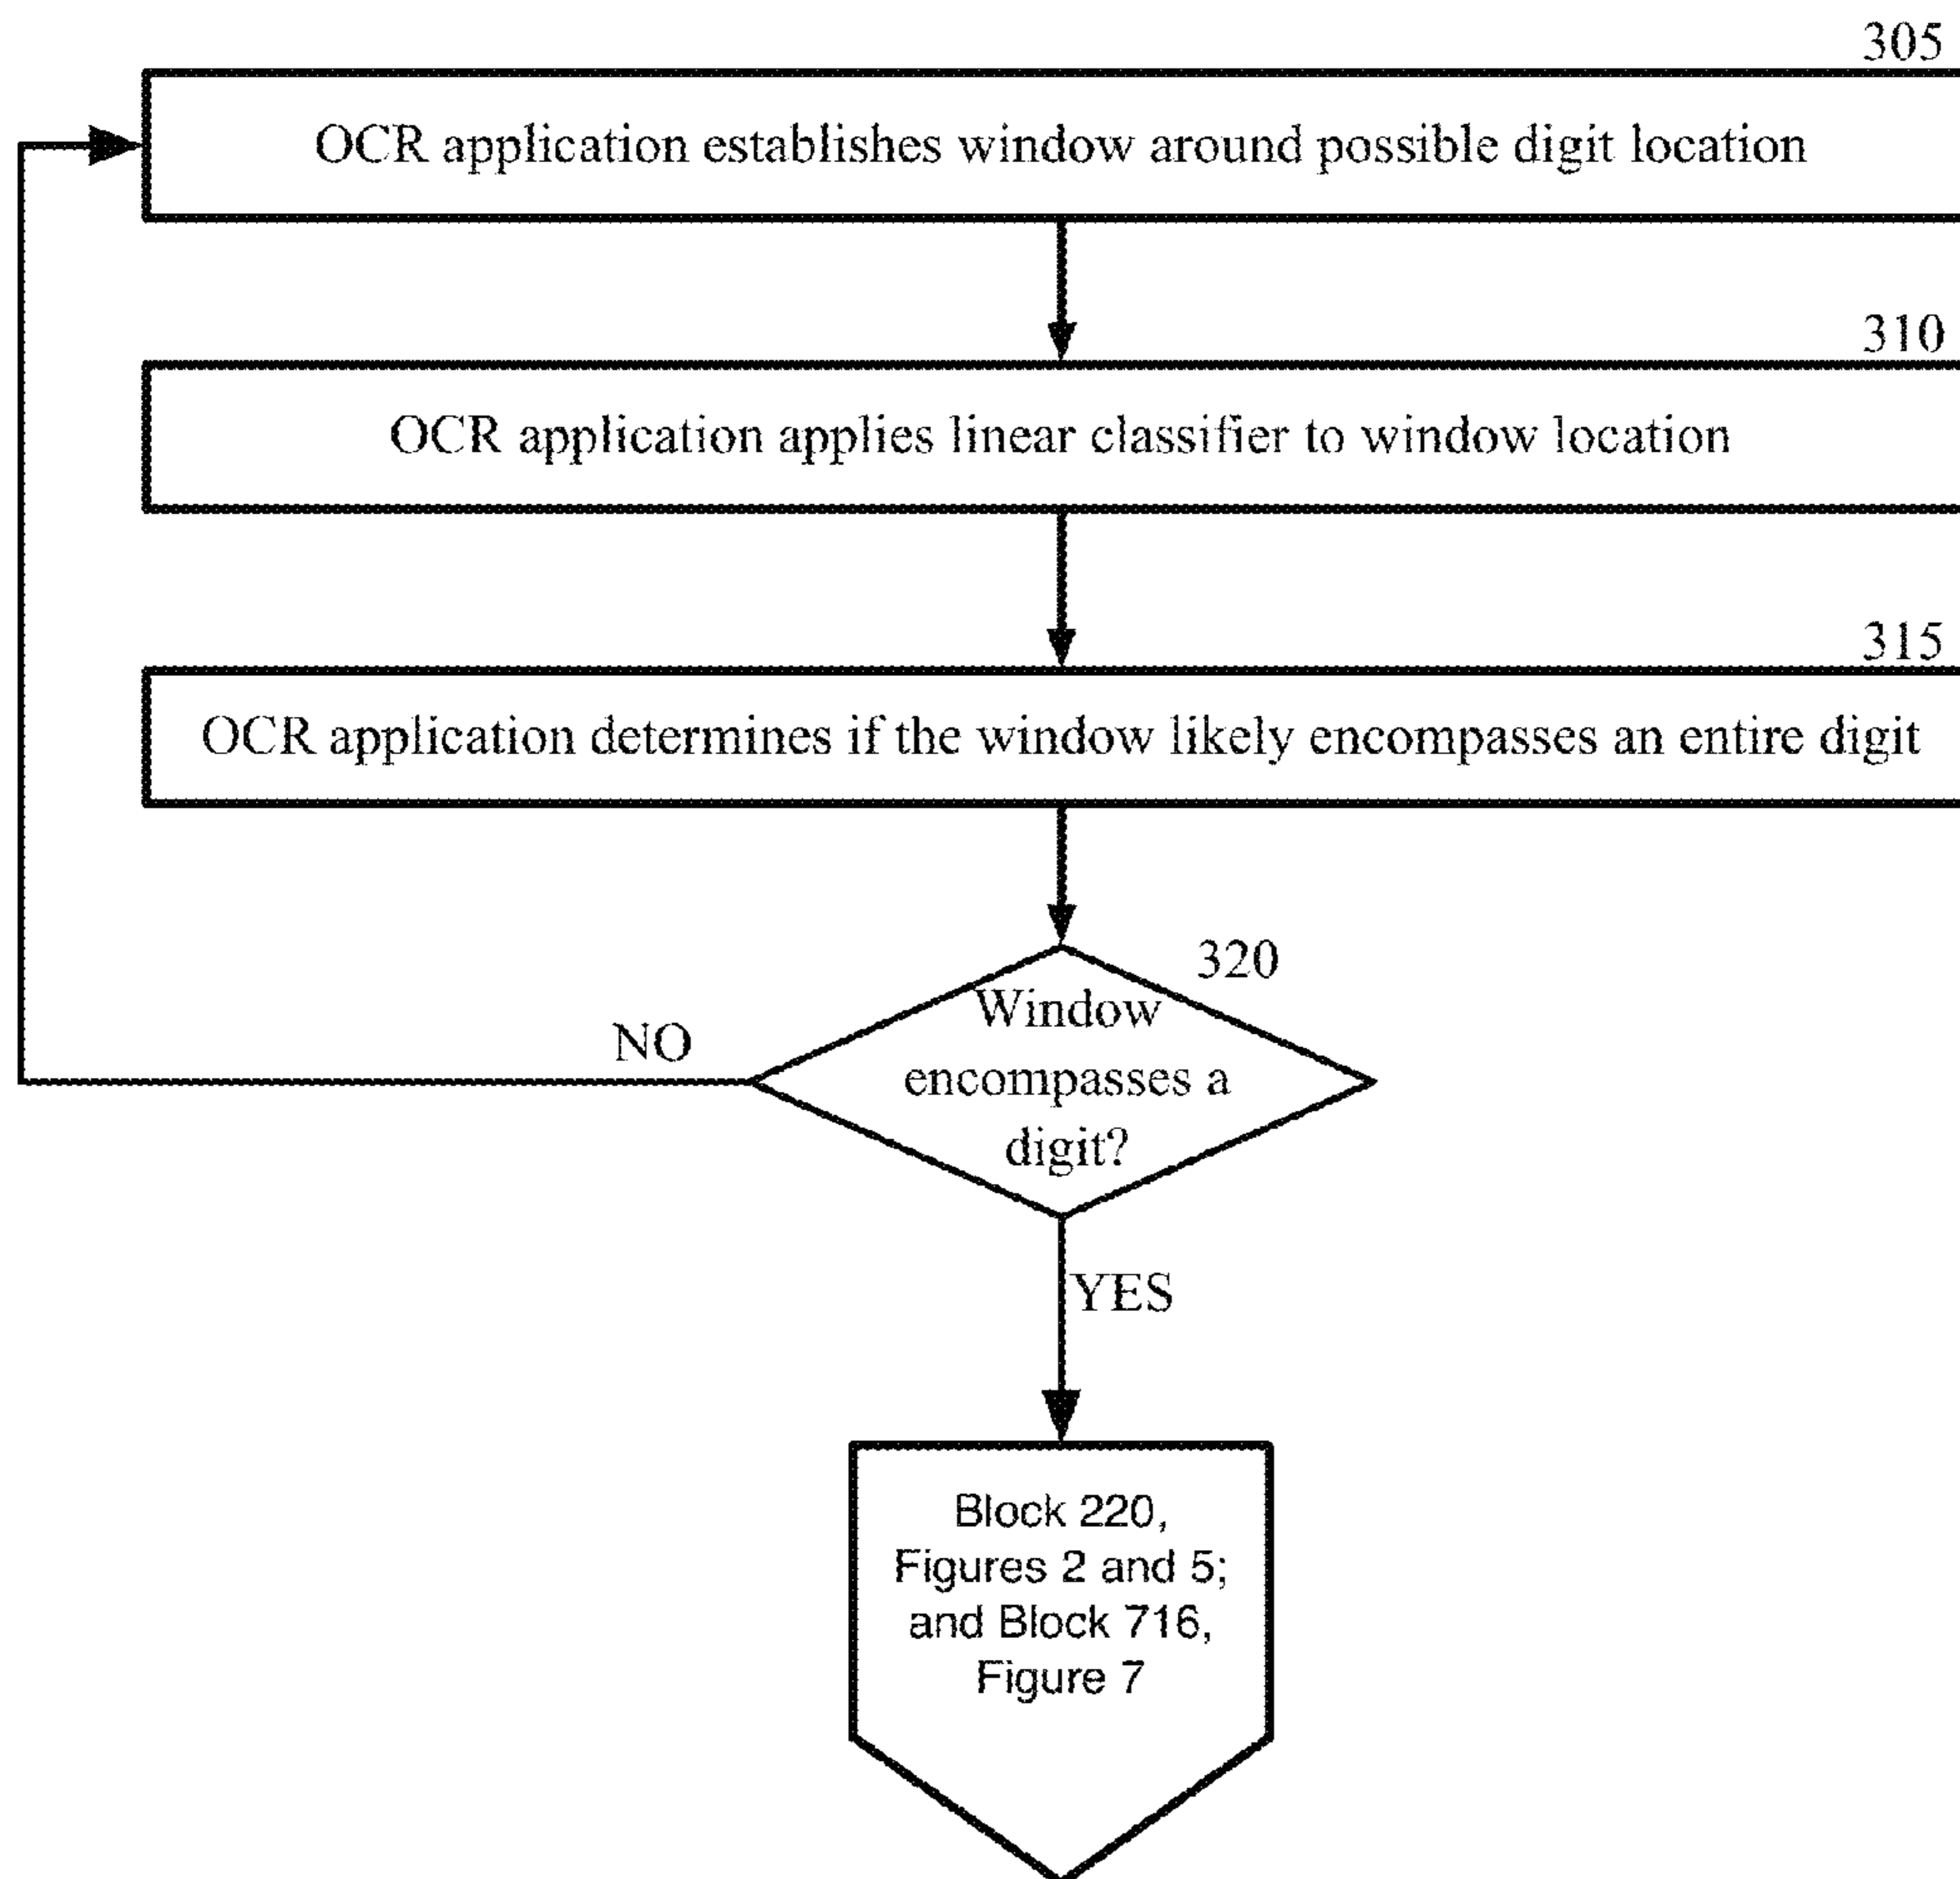 305
OCR application establishes window around possible digit location
310
OCR application applies linear classifier to window location
315
OCR application determines if the window likely encompasses an entire digit
320
Window
encompasses a
digit?
NO
YES
Block 220,
Figures 2 and 5;
and Block 716,
Figure 7